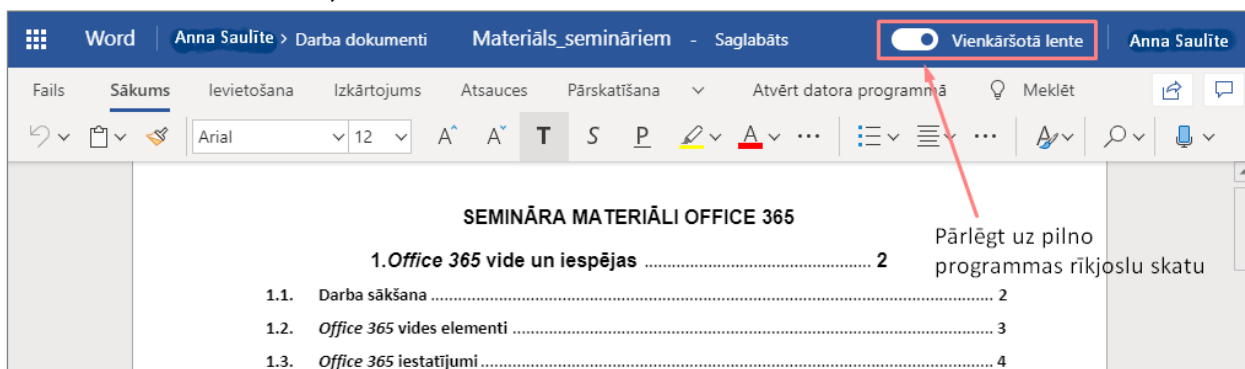 Word Anna Saulīte > Darba dokumenti Materiāls_semināriem - Saglabāts Vienkāršotā lente Anna Saulīte
Fails Sākums Ievietošana Izkārtojums Atsauces Pārskatīšana Atvērt datora programmā Meklēt
Arial 12 A A T S P A
SEMINĀRA MATERIĀLI OFFICE 365
1.Office 365 vide un iespējas .............................................. 2
Pārlēgt uz pilno
programmas rīkjoslu skatu
1.1. Darba sākšana ........................................................................................................ 2
1.2. Office 365 vides elementi ........................................................................................ 3
1.3. Office 365 iestatījumi ............................................................................................... 4